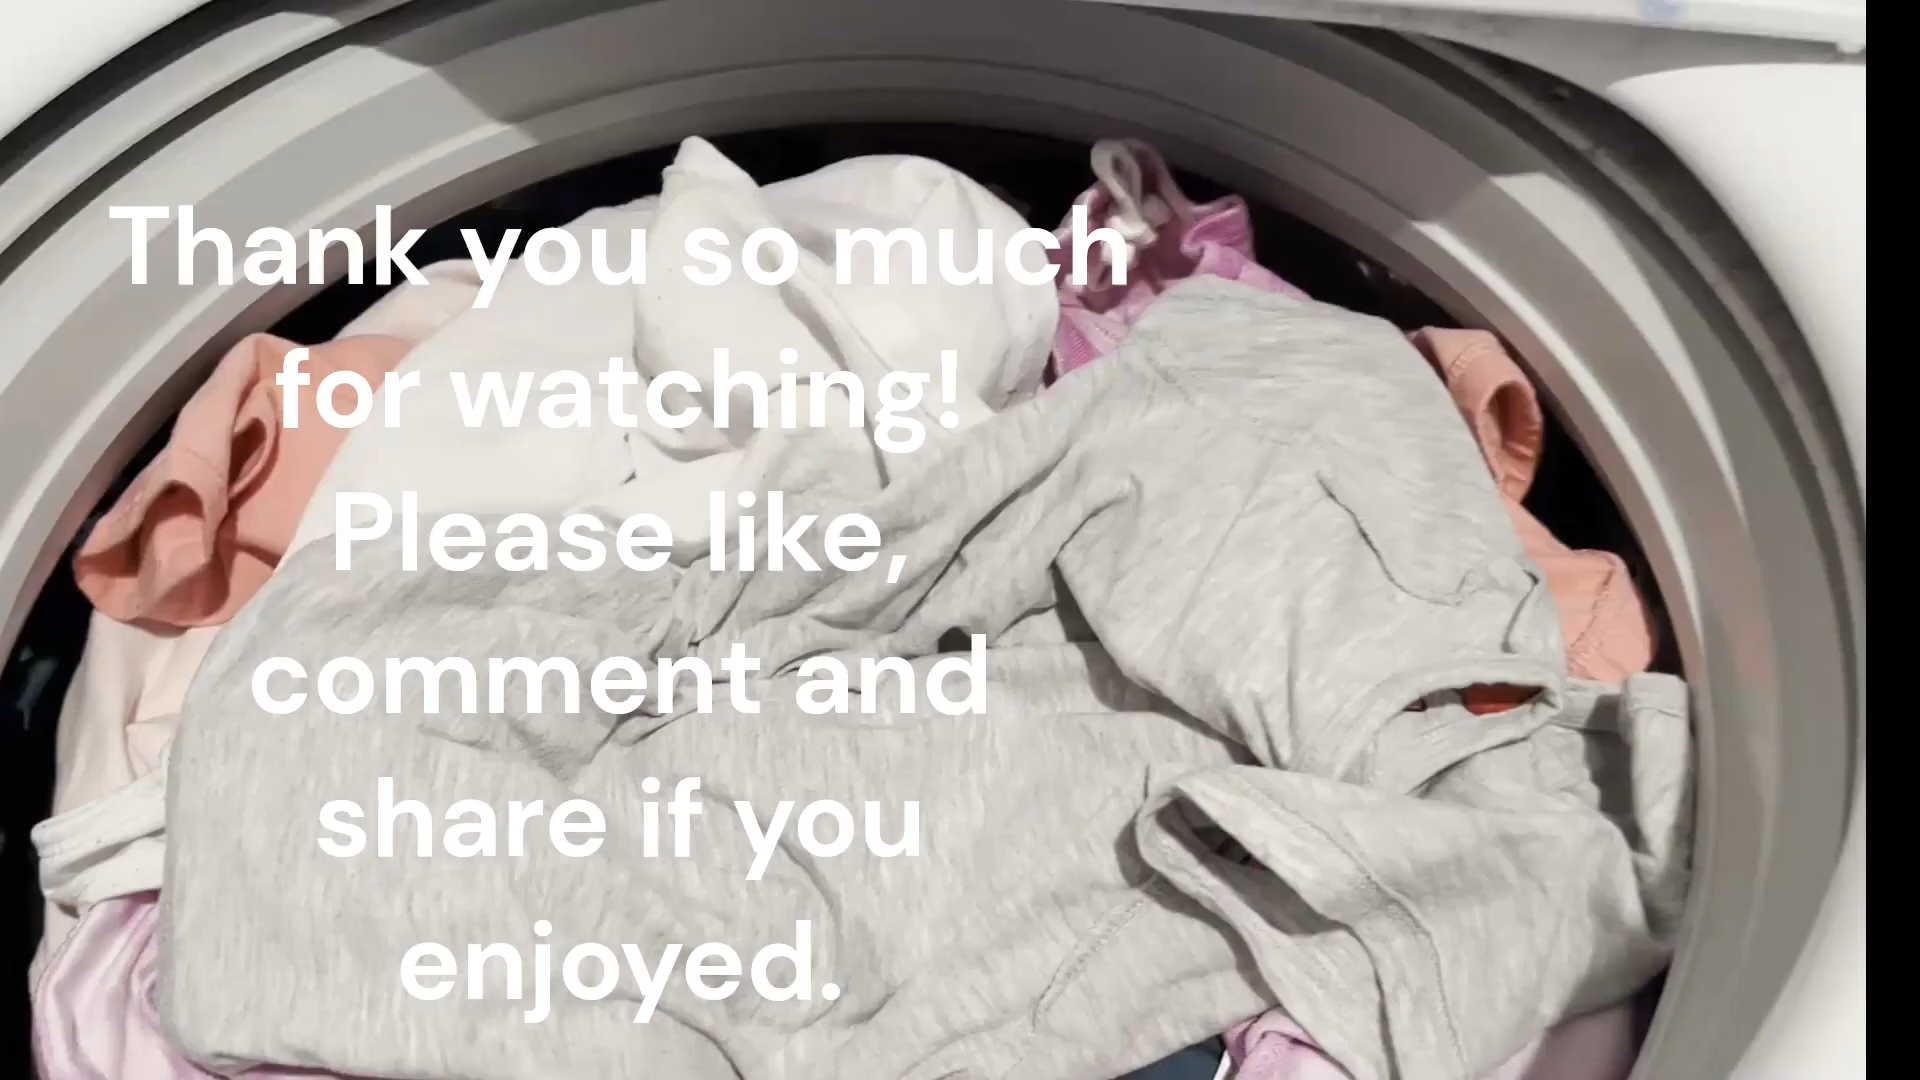 Thank you so much
for watching!
Please like,
comment and
share if you
enjoyed.